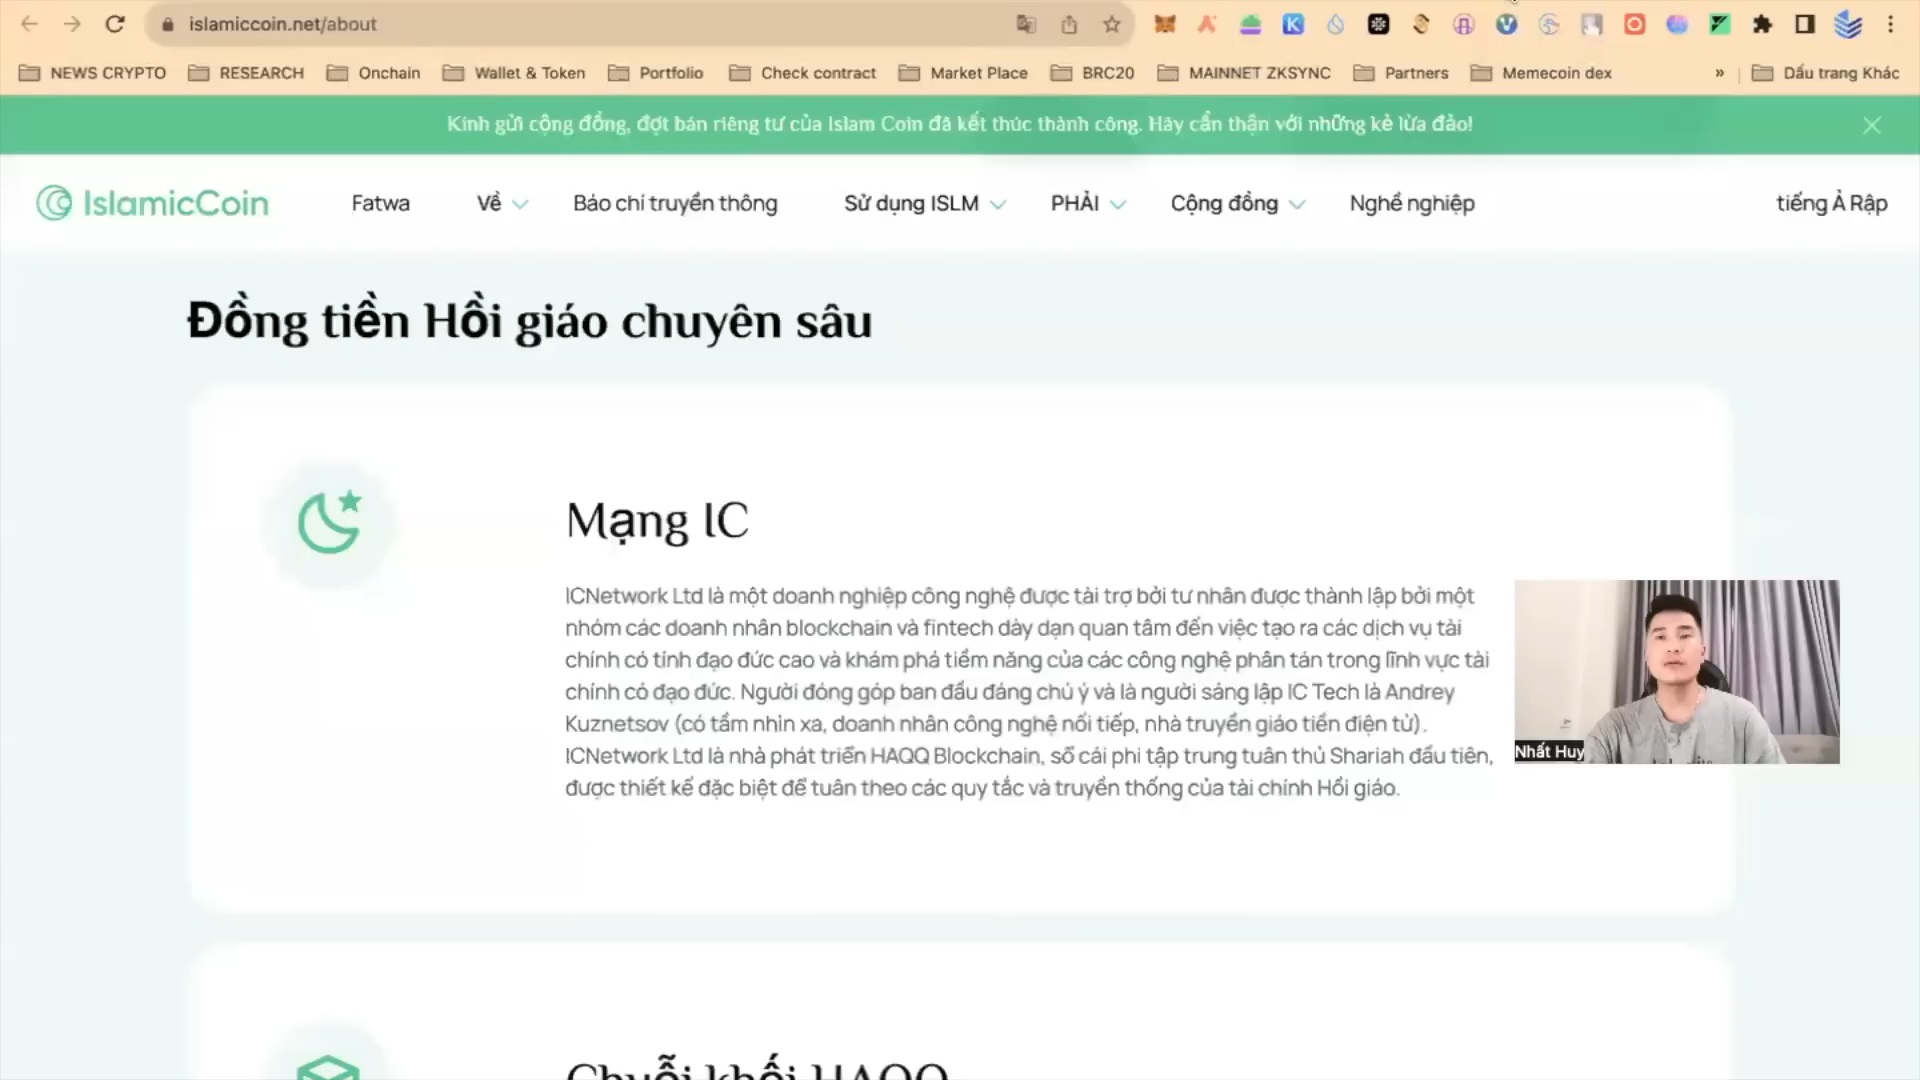 islamiccoin.net/about
NEWS CRYPTO RESEARCH Onchain Wallet & Token Portfolio Check contract Market Place BRC20 MAINNET ZKSYNC Partners Memecoin dex » Dấu trang Khác
Kính gửi cộng đồng, đợt bán riêng tư của Islam Coin đã kết thúc thành công. Hãy cẩn thận với những kẻ lừa đảo!
IslamicCoin Fatwa Về Báo chí truyền thông Sử dụng ISLM PHẢI Cộng đồng Nghề nghiệp tiếng Ả Rập
Đồng tiền Hồi giáo chuyên sâu
Mạng IC
ICNetwork Ltd là một doanh nghiệp công nghệ được tài trợ bởi tư nhân được thành lập bởi một
nhóm các doanh nhân blockchain và fintech dày dạn quan tâm đến việc tạo ra các dịch vụ tài
chính có tính đạo đức cao và khám phá tiềm năng của các công nghệ phân tán trong lĩnh vực tài
chính có đạo đức. Người đóng góp ban đầu đáng chú ý và là người sáng lập IC Tech là Andrey
Kuznetsov (có tầm nhìn xa, doanh nhân công nghệ nối tiếp, nhà truyền giáo tiền điện tử).
ICNetwork Ltd là nhà phát triển HAQQ Blockchain, sổ cái phi tập trung tuân thủ Shariah đầu tiên,
được thiết kế đặc biệt để tuân theo các quy tắc và truyền thống của tài chính Hồi giáo.
Nhất Huy
Chuỗi khối HAQQ